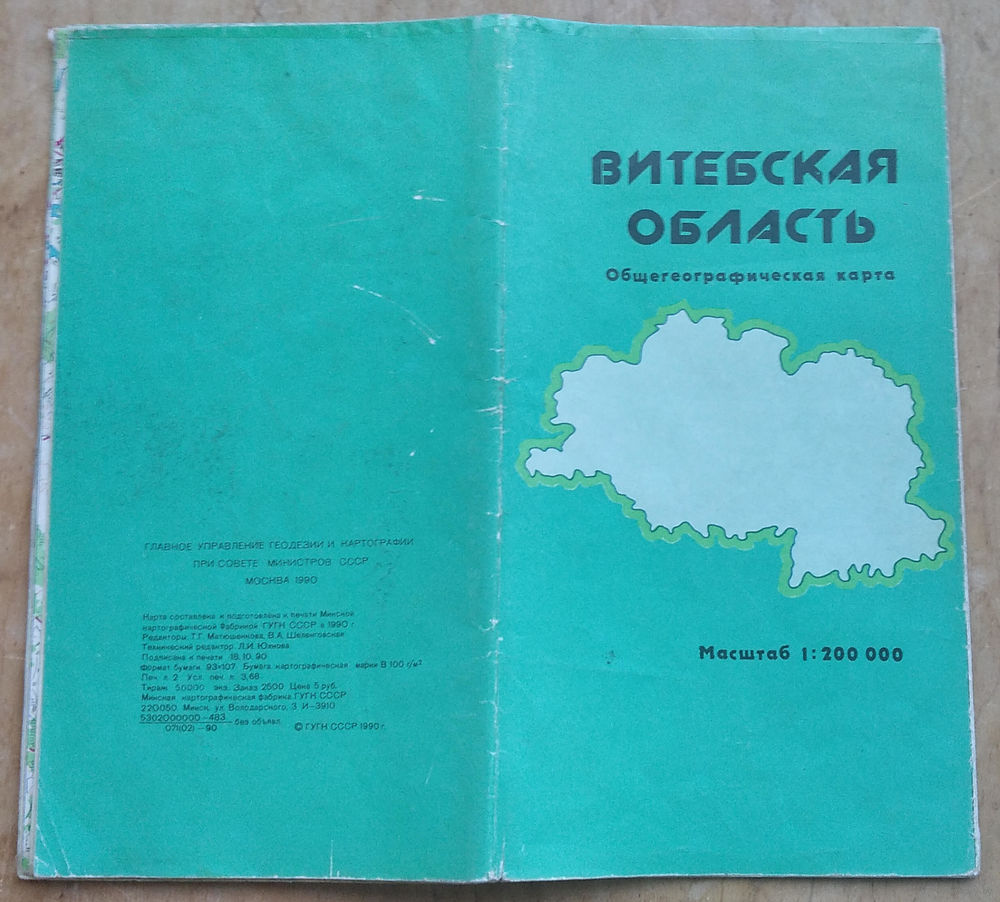 ГЛАВНОЕ УПРАВЛЕНИЕ ГЕОДЕЗИИ И КАРТОГРАФИИ
ПРИ СОВЕТЕ МИНИСТРОВ СССР
МОСКВА 1990
Карта составлена и подготовлена к печати Минской
картографической фабрикой ГУГК СССР в 1990 г.
Редакторы: Т.Г. Матюшенкова, В.А.
Технический редактор Л.И.
Подписана к печати 18.10.90
Формат бумаги 93×107 Бумага картографическая марки В 100 г/м²
Печ. л. 2 Усл. печ. л. 3,68
Тираж 50000 экз. Заказ 2500 Цена 5 руб.
Минская картографическая фабрика ГУГК СССР
220050. Минск, ул. Володарского, 3 И-3910
5302000000-483
071(02)-90
без объявл.
© ГУГК СССР 1990 г.
ВИТЕБСКАЯ
ОБЛАСТЬ
Общегеографическая карта
Масштаб 1:200 000